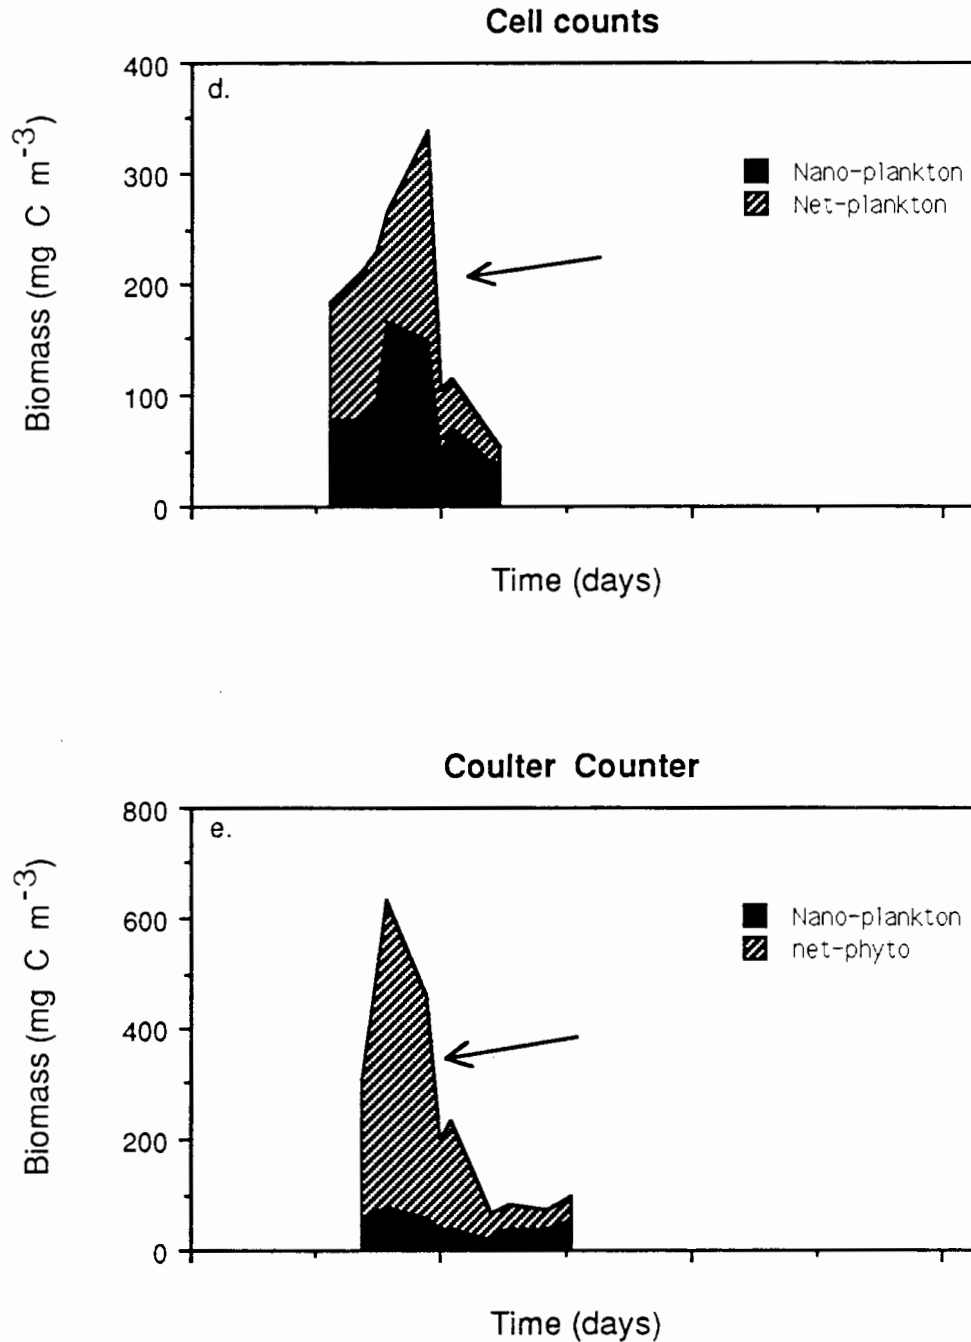 Cell counts
d.
400
300
200
100
0
Biomass (mg C m-3)
Nano-plankton
Net-plankton
Time (days)
Coulter Counter
e.
800
600
400
200
0
Biomass (mg C m-3)
Nano-plankton
net-phyto
Time (days)